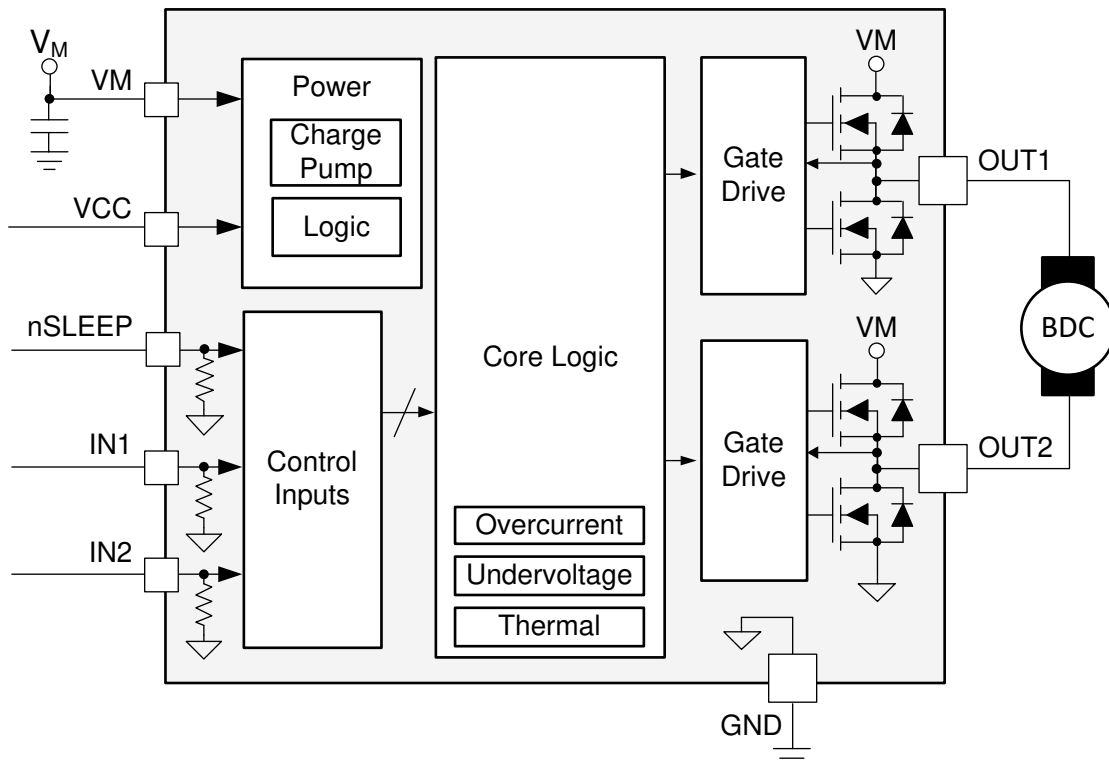 V_M
VM
Power
Charge
Pump
Logic
VCC
nSLEEP
IN1
IN2
Control
Inputs
Core Logic
Overcurrent
Undervoltage
Thermal
Gate
Drive
VM
OUT1
BDC
Gate
Drive
VM
OUT2
GND